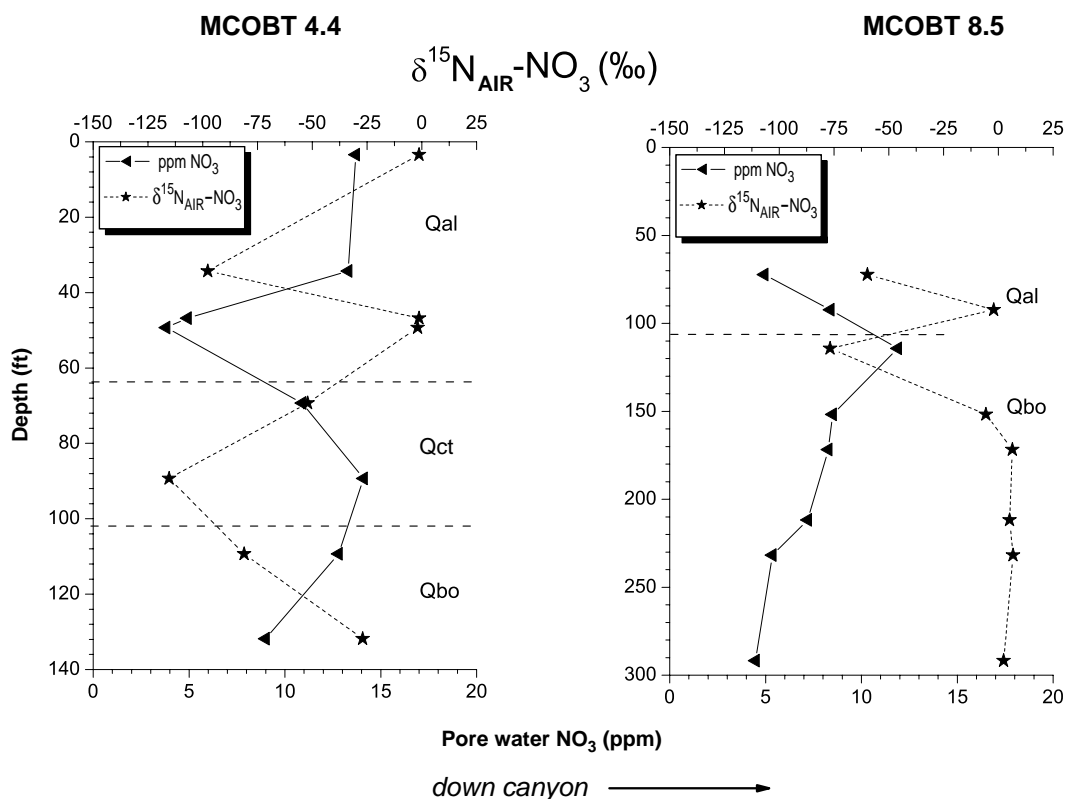 MCOBT 4.4
MCOBT 8.5
δ15NAIR-NO3 (‰)
-150 -125 -100 -75 -50 -25 0 25
0
20
40
60
80
100
120
140
Depth (ft)
ppm NO3
δ15NAIR-NO3
Qal
Qct
Qbo
0 5 10 15 20
-150 -125 -100 -75 -50 -25 0 25
0
50
100
150
200
250
300
ppm NO3
δ15NAIR-NO3
Qal
Qbo
0 5 10 15 20
Pore water NO3 (ppm)
down canyon